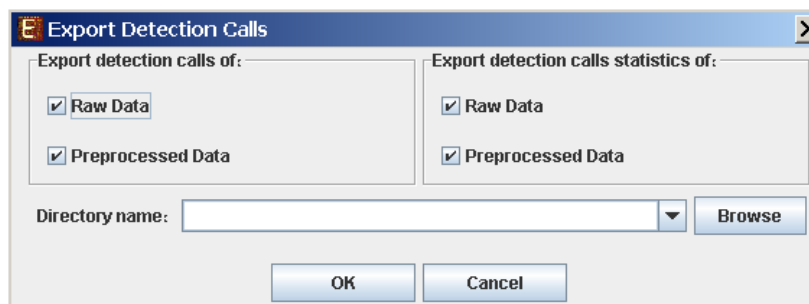 E Export Detection Calls
Export detection calls of:
Raw Data
Preprocessed Data
Export detection calls statistics of:
Raw Data
Preprocessed Data
Directory name:
Browse
OK
Cancel